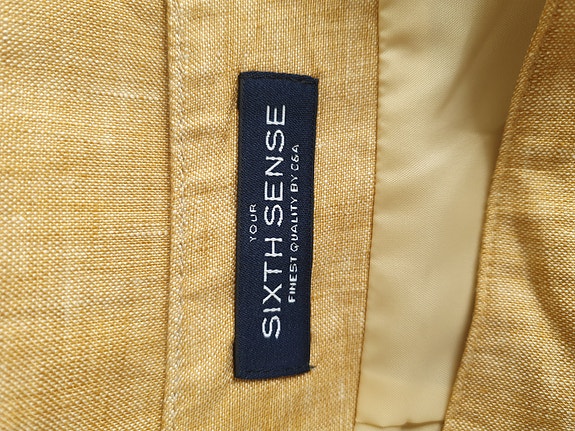 YOUR
SIXTH SENSE
FINEST QUALITY BY C&A